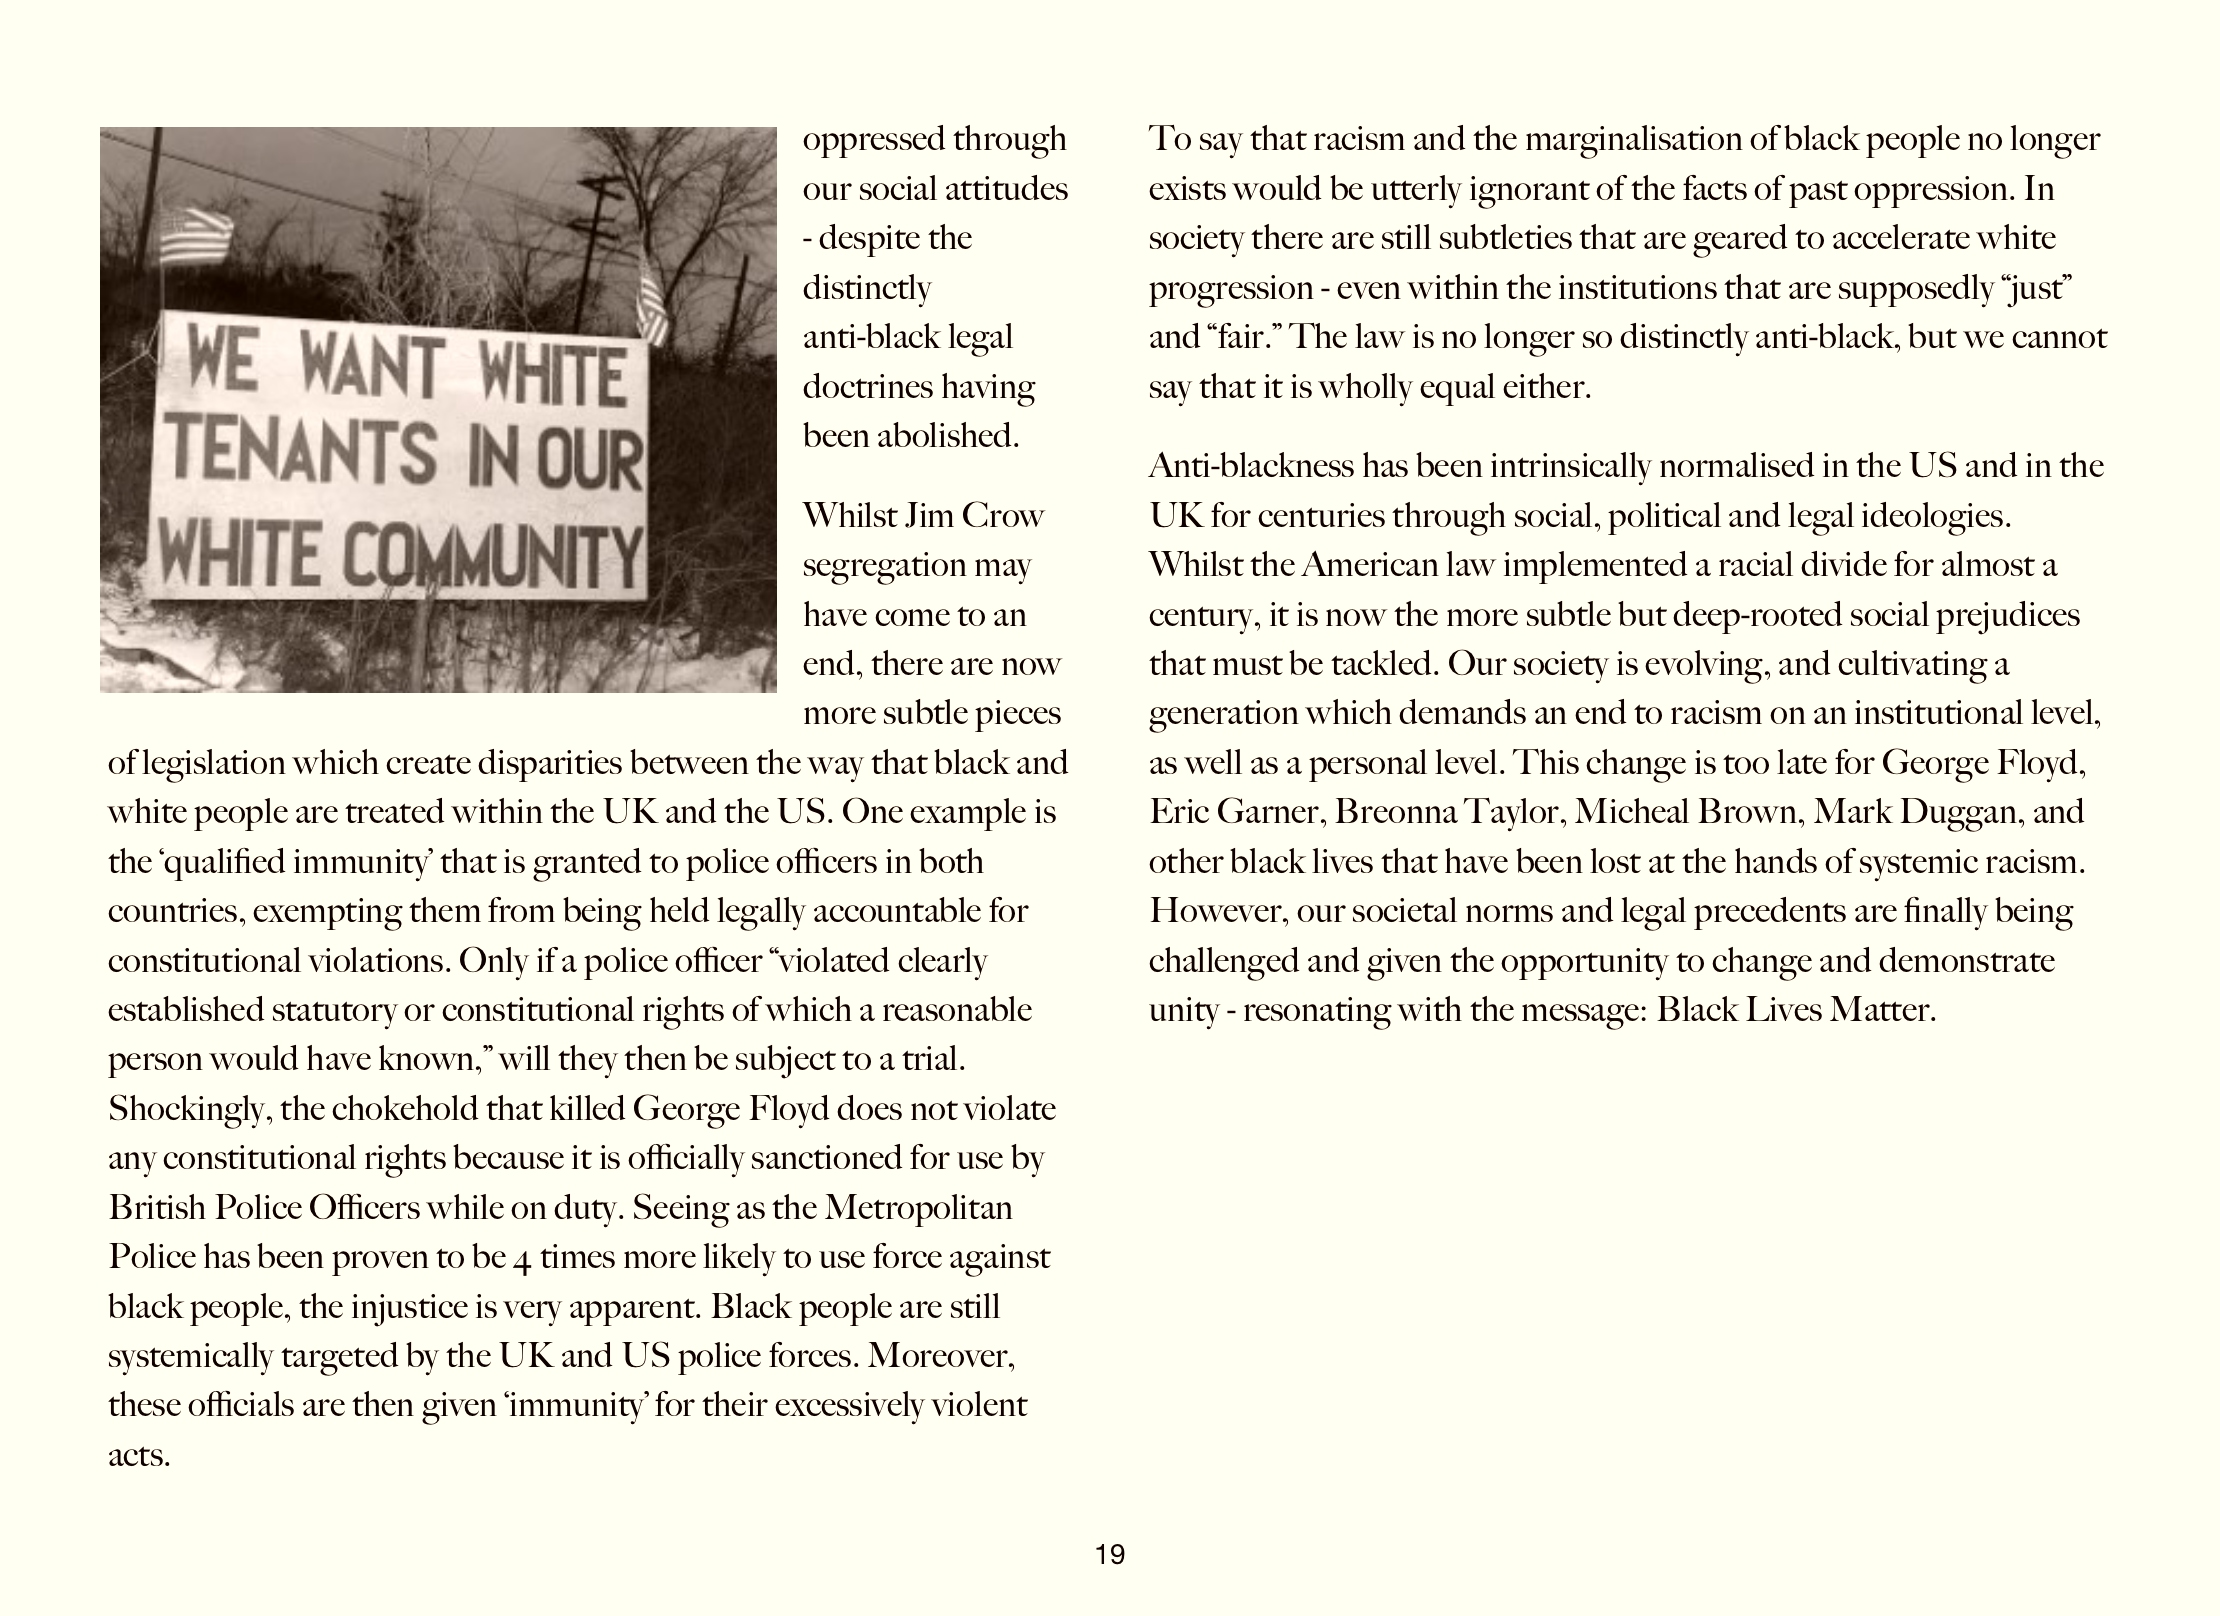 WE WANT WHITE
TENANTS IN OUR
WHITE COMMUNITY
oppressed through
our social attitudes
- despite the
distinctly
anti-black legal
doctrines having
been abolished.
Whilst Jim Crow
segregation may
have come to an
end, there are now
more subtle pieces
of legislation which create disparities between the way that black and
white people are treated within the UK and the US. One example is
the ‘qualified immunity’ that is granted to police officers in both
countries, exempting them from being held legally accountable for
constitutional violations. Only if a police officer “violated clearly
established statutory or constitutional rights of which a reasonable
person would have known,” will they then be subject to a trial.
Shockingly, the chokehold that killed George Floyd does not violate
any constitutional rights because it is officially sanctioned for use by
British Police Officers while on duty. Seeing as the Metropolitan
Police has been proven to be 4 times more likely to use force against
black people, the injustice is very apparent. Black people are still
systemically targeted by the UK and US police forces. Moreover,
these officials are then given ‘immunity’ for their excessively violent
acts.
To say that racism and the marginalisation of black people no longer
exists would be utterly ignorant of the facts of past oppression. In
society there are still subtleties that are geared to accelerate white
progression - even within the institutions that are supposedly “just”
and “fair.” The law is no longer so distinctly anti-black, but we cannot
say that it is wholly equal either.
Anti-blackness has been intrinsically normalised in the US and in the
UK for centuries through social, political and legal ideologies.
Whilst the American law implemented a racial divide for almost a
century, it is now the more subtle but deep-rooted social prejudices
that must be tackled. Our society is evolving, and cultivating a
generation which demands an end to racism on an institutional level,
as well as a personal level. This change is too late for George Floyd,
Eric Garner, Breonna Taylor, Micheal Brown, Mark Duggan, and
other black lives that have been lost at the hands of systemic racism.
However, our societal norms and legal precedents are finally being
challenged and given the opportunity to change and demonstrate
unity - resonating with the message: Black Lives Matter.
19